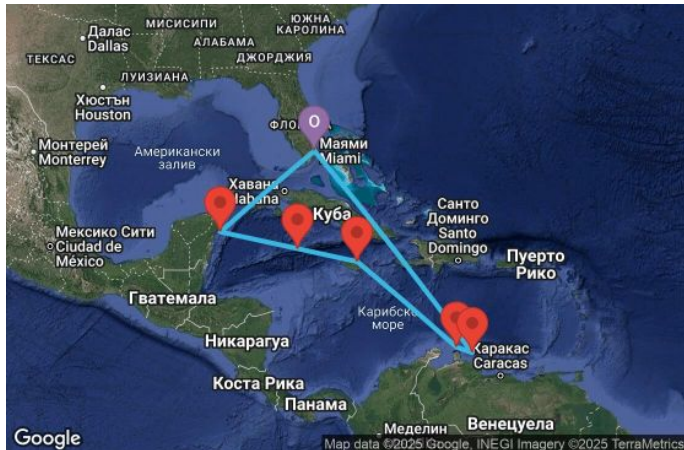 МИСИСИПИ
ЮЖНА
КАРОЛИНА
Далас
Dallas
АЛАБАМА
ТЕКСАС
ДЖОРДЖИЯ
ЛУИЗИАНА
Хюстън
Houston
O
Монтерей
Monterrey
Американски
залив
Маями
Miami
Хавана
Куба
Санто
Доминго
Santo
Domingo
Мексико Сити
Ciudad de
México
Пуерто
Рико
Гватемала
Карибско
море
Никарагуа
Каракас
Caracas
Коста Рика
Панама
Венецуела
Меделин
Google
Map data ©2025 Google, INEGI Imagery ©2025 TerraMetrics